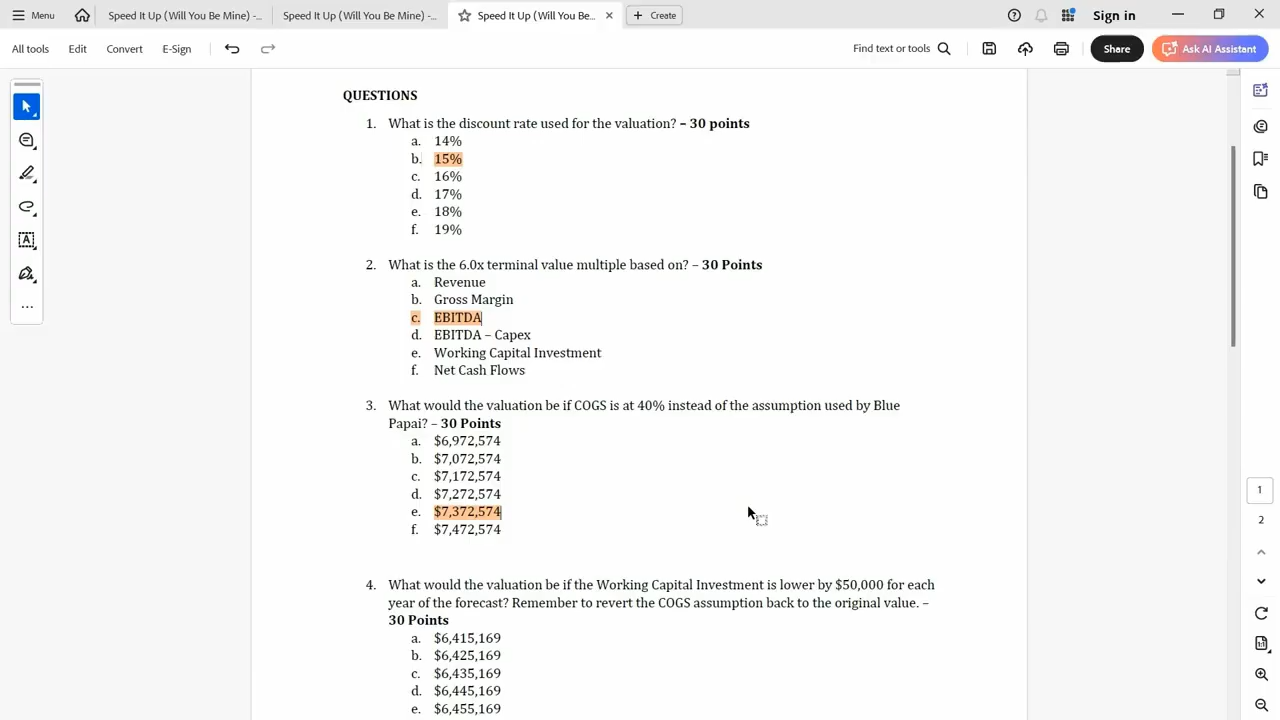 Menu
Speed It Up (Will You Be Mine) -...
Speed It Up (Will You Be Mine) -...
Speed It Up (Will You Be...
Create
Sign in
All tools
Edit
Convert
E-Sign
Find text or tools
Share
Ask AI Assistant
QUESTIONS
1. What is the discount rate used for the valuation? – 30 points
a. 14%
b. 15%
c. 16%
d. 17%
e. 18%
f. 19%
2. What is the 6.0x terminal value multiple based on? – 30 Points
a. Revenue
b. Gross Margin
c. EBITDA
d. EBITDA – Capex
e. Working Capital Investment
f. Net Cash Flows
3. What would the valuation be if COGS is at 40% instead of the assumption used by Blue
Papai? – 30 Points
a. $6,972,574
b. $7,072,574
c. $7,172,574
d. $7,272,574
e. $7,372,574
f. $7,472,574
4. What would the valuation be if the Working Capital Investment is lower by $50,000 for each
year of the forecast? Remember to revert the COGS assumption back to the original value. –
30 Points
a. $6,415,169
b. $6,425,169
c. $6,435,169
d. $6,445,169
e. $6,455,169
1
2